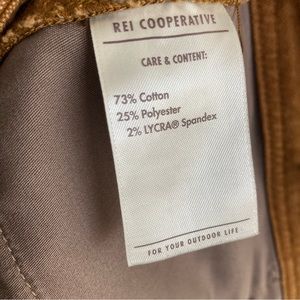 REI COOPERATIVE
CARE & CONTENT:
73% Cotton
25% Polyester
2% LYCRA® Spandex
FOR YOUR OUTDOOR LIFE